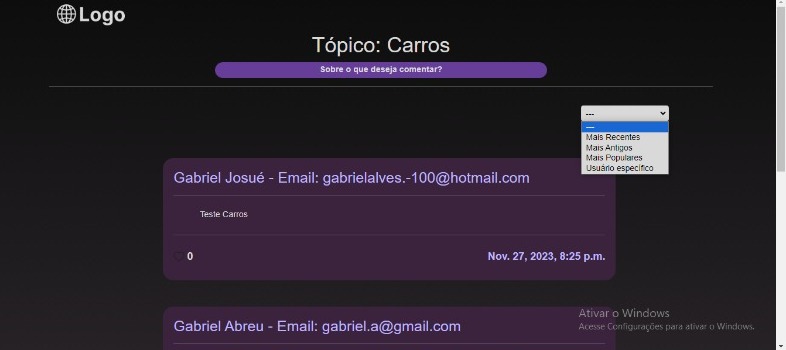 Logo
Tópico: Carros
Sobre o que deseja comentar?
---
---
Mais Recentes
Mais Antigos
Mais Populares
Usuário específico
Gabriel Josué - Email: gabrielalves.-100@hotmail.com
Teste Carros
0
Nov. 27, 2023, 8:25 p.m.
Gabriel Abreu - Email: gabriel.a@gmail.com
Ativar o Windows
Acesse Configurações para ativar o Windows.